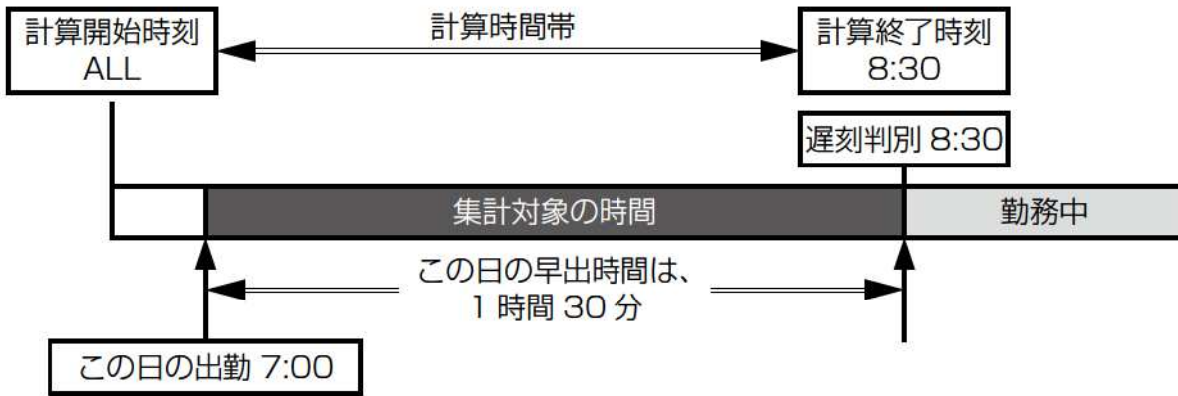 計算開始時刻
ALL
計算時間帯
計算終了時刻
8:30
遅刻判別 8:30
集計対象の時間
勤務中
この日の早出時間は、
1 時間 30 分
この日の出勤 7:00